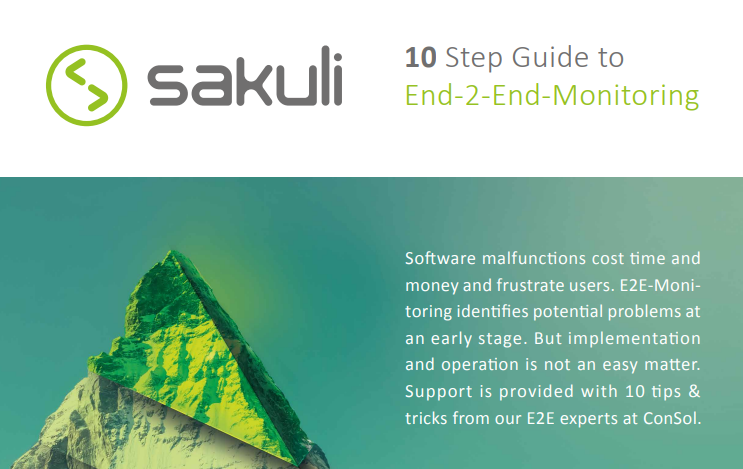 sakuli
10 Step Guide to
End-2-End-Monitoring
Software malfunctions cost time and
money and frustrate users. E2E-Moni-
toring identifies potential problems at
an early stage. But implementation
and operation is not an easy matter.
Support is provided with 10 tips &
tricks from our E2E experts at ConSol.